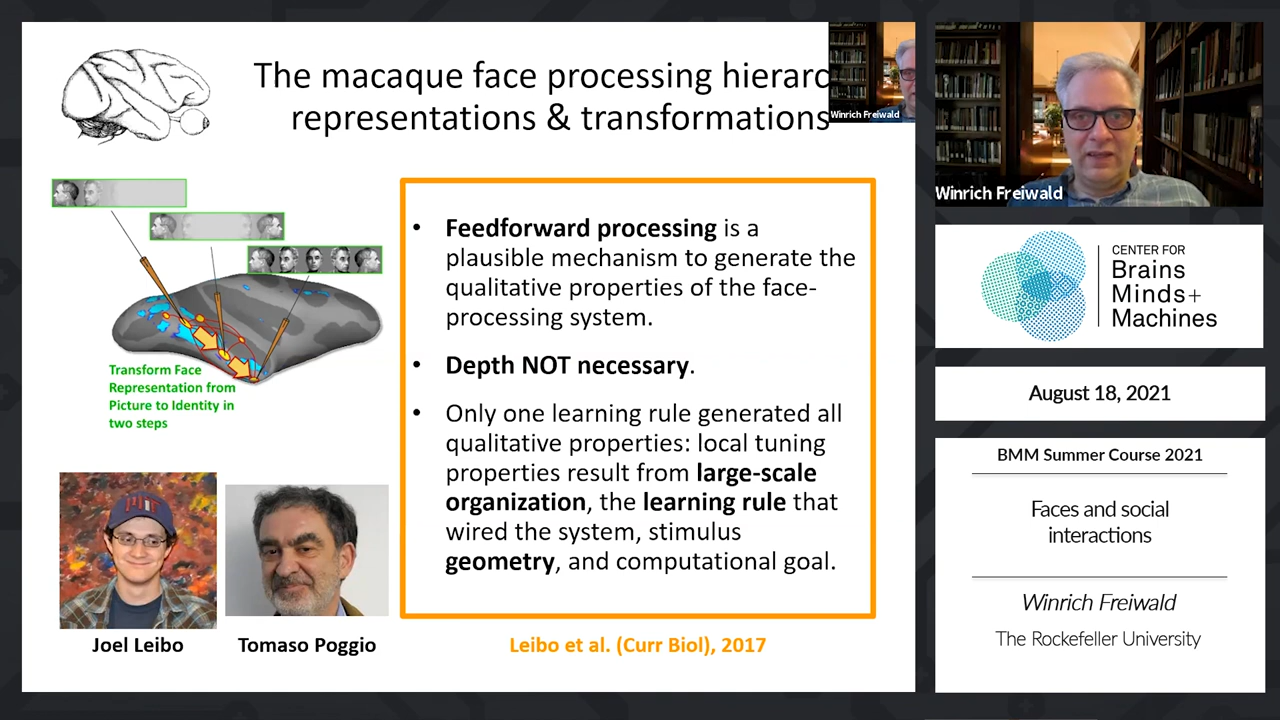 The macaque face processing hierarc
representations & transformations
Winrich Freiwald
Transform Face
Representation from
Picture to Identity in
two steps
• Feedforward processing is a
plausible mechanism to generate the
qualitative properties of the face-
processing system.
• Depth NOT necessary.
• Only one learning rule generated all
qualitative properties: local tuning
properties result from large-scale
organization, the learning rule that
wired the system, stimulus
geometry, and computational goal.
MIT
Joel Leibo
Tomaso Poggio
Leibo et al. (Curr Biol), 2017
Winrich Freiwald
CENTER FOR
Brains
Minds+
Machines
August 18, 2021
BMM Summer Course 2021
Faces and social
interactions
Winrich Freiwald
The Rockefeller University